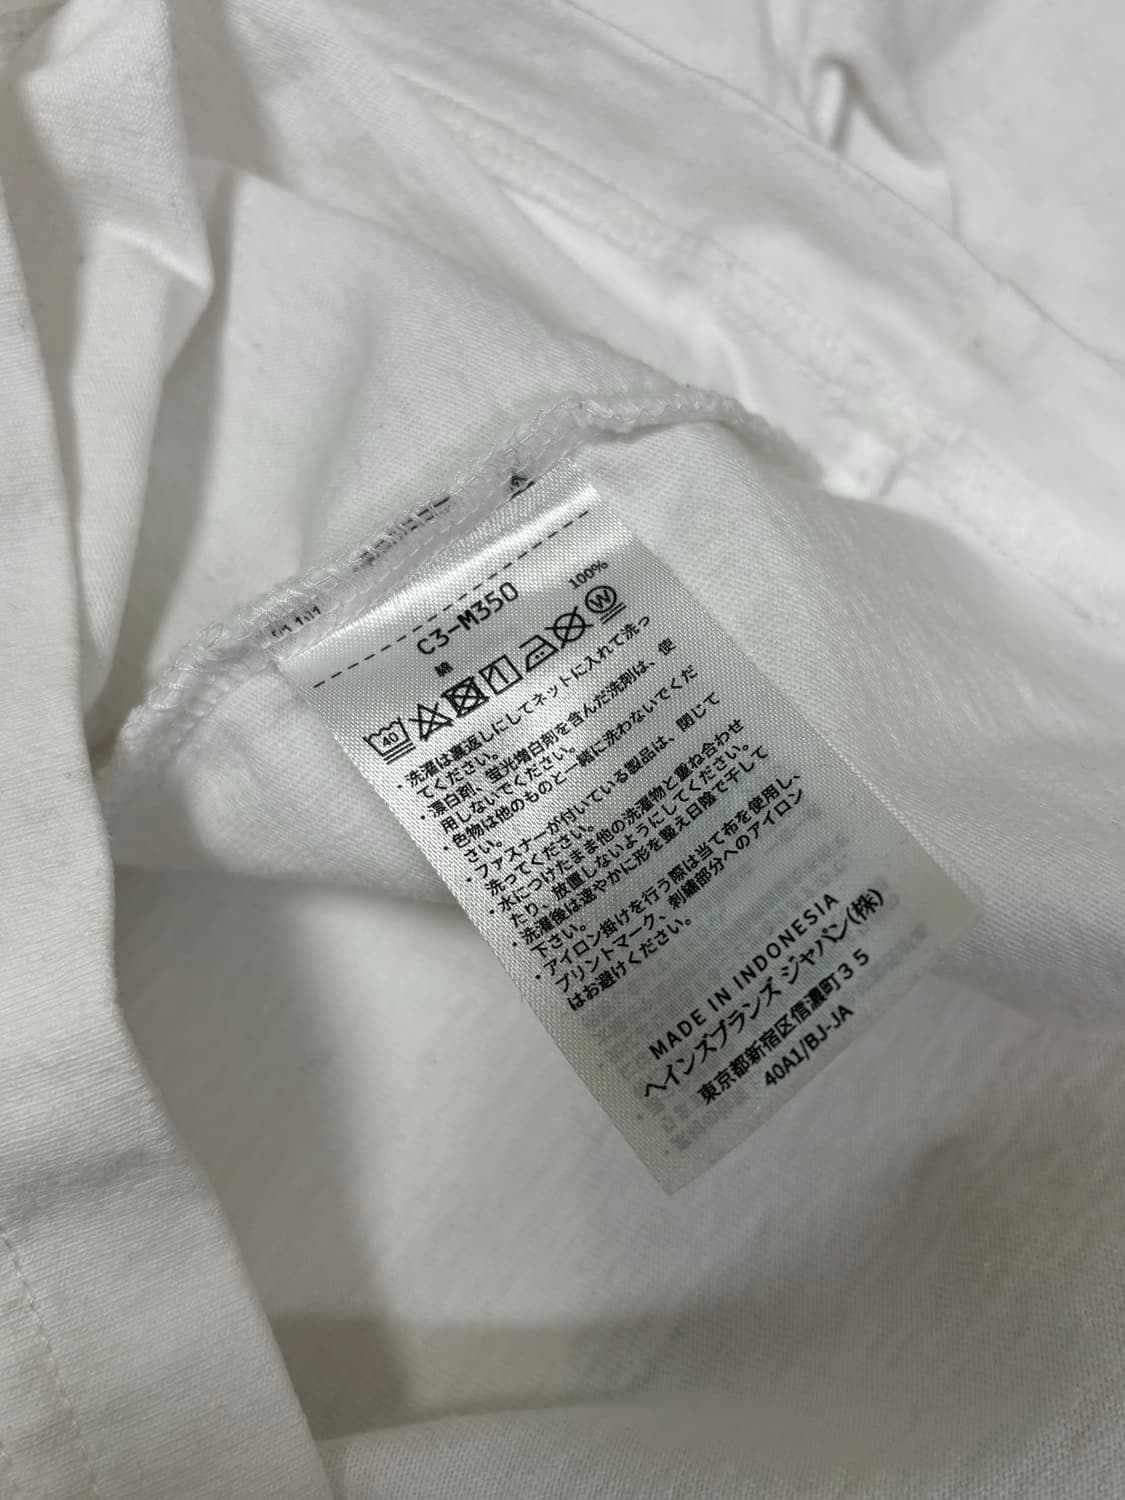 C3-M350
綿 100%
40
W
・洗濯は裏返しにしてネットに入れて洗っ
てください。
・漂白剤、蛍光増白剤を含んだ洗剤は、使
用しないでください。
・色物は他のものと一緒に洗わないでくだ
さい。
・ファスナーが付いている製品は、閉じて
洗ってください。
・水につけたまま他の洗濯物と重ね合わせ
たり、放置しないようにしてください。
・洗濯後は速やかに形を整え日陰で干して
下さい。
・アイロン掛けを行う際は当て布を使用し、
プリントマーク、刺繍部分へのアイロン
はお避けください。
MADE IN INDONESIA
ヘインズブランズ ジャパン(株)
東京都新宿区信濃町35
40A1/BJ-JA